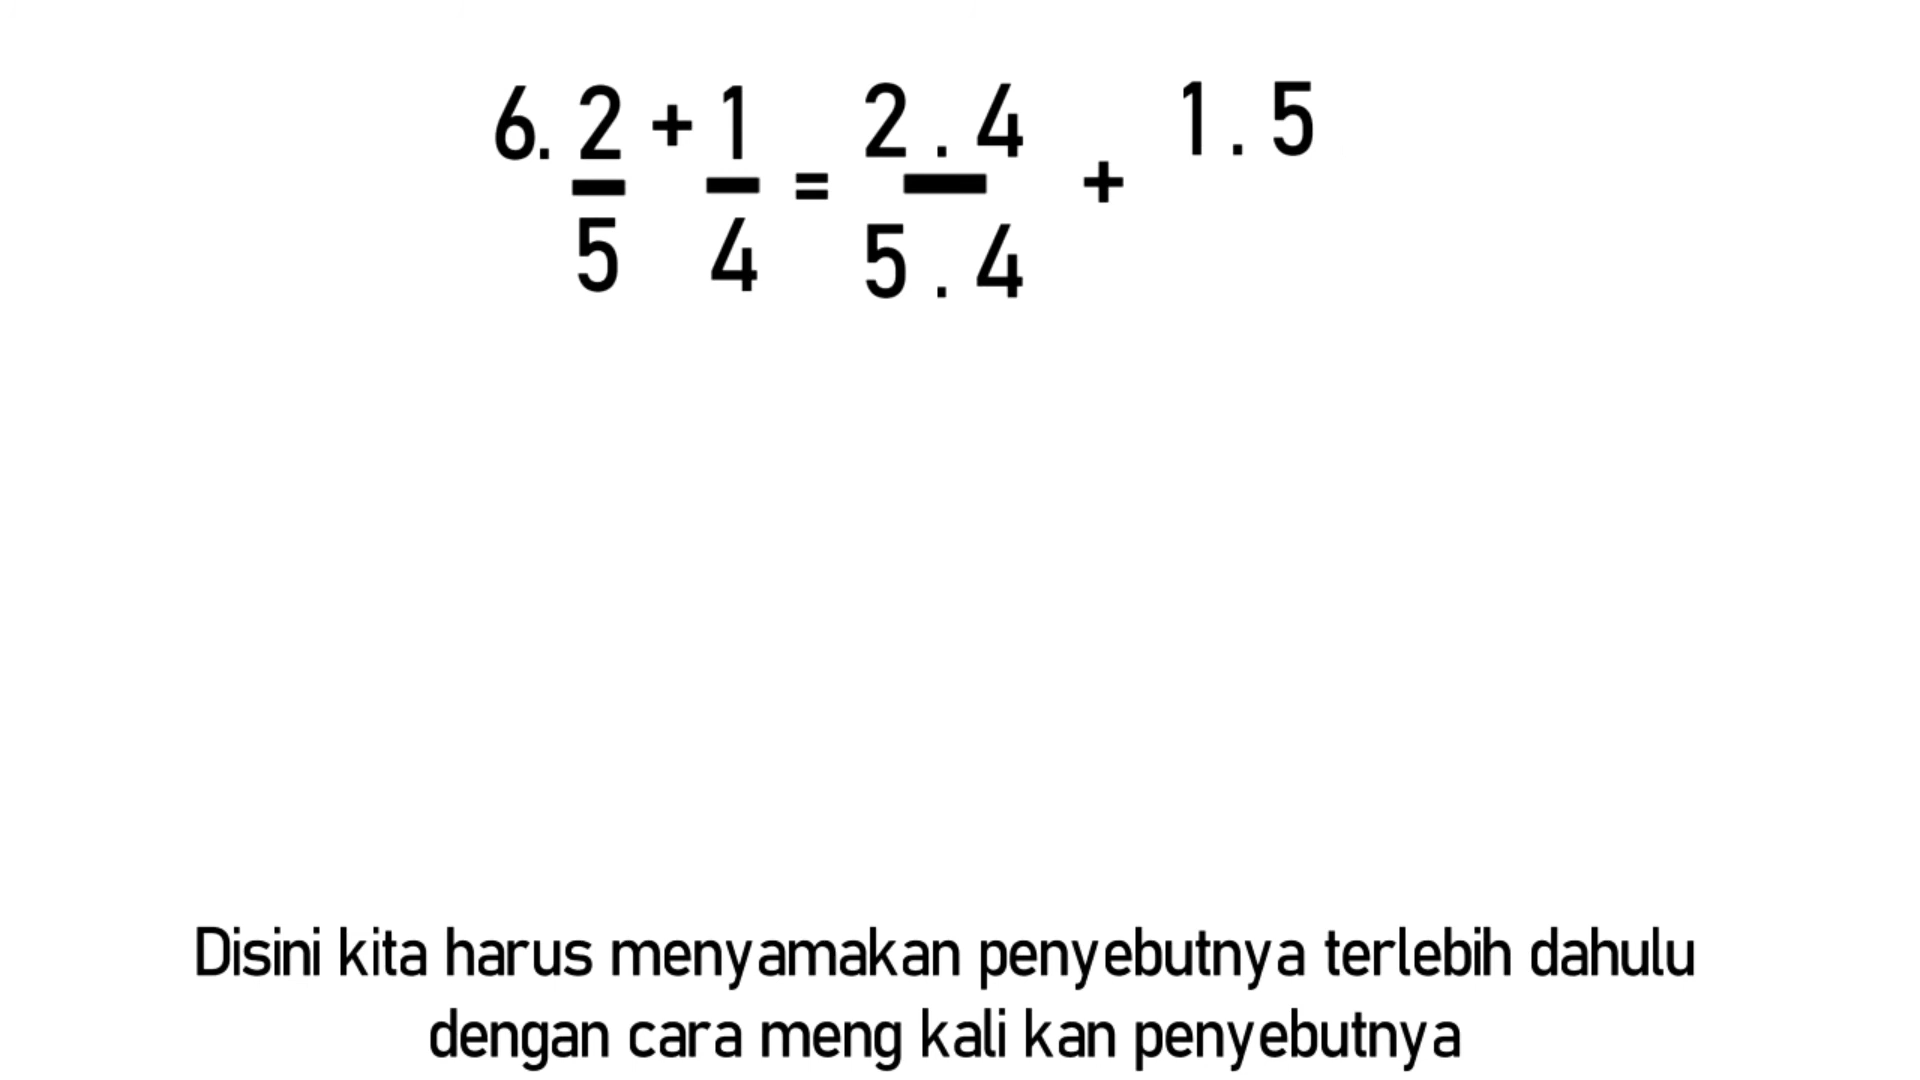 6. 2 + 1 = 2 . 4 + 1 . 5
5 4 5 . 4
Disini kita harus menyamakan penyebutnya terlebih dahulu
dengan cara meng kali kan penyebutnya